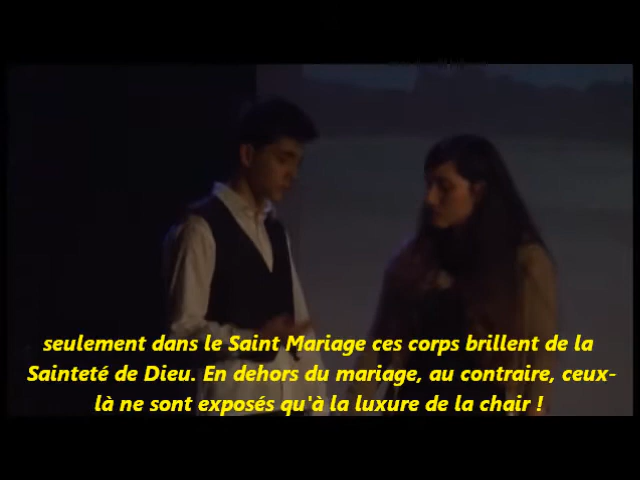 seulement dans le Saint Mariage ces corps brillent de la
Sainteté de Dieu. En dehors du mariage, au contraire, ceux-
là ne sont exposés qu'à la luxure de la chair !